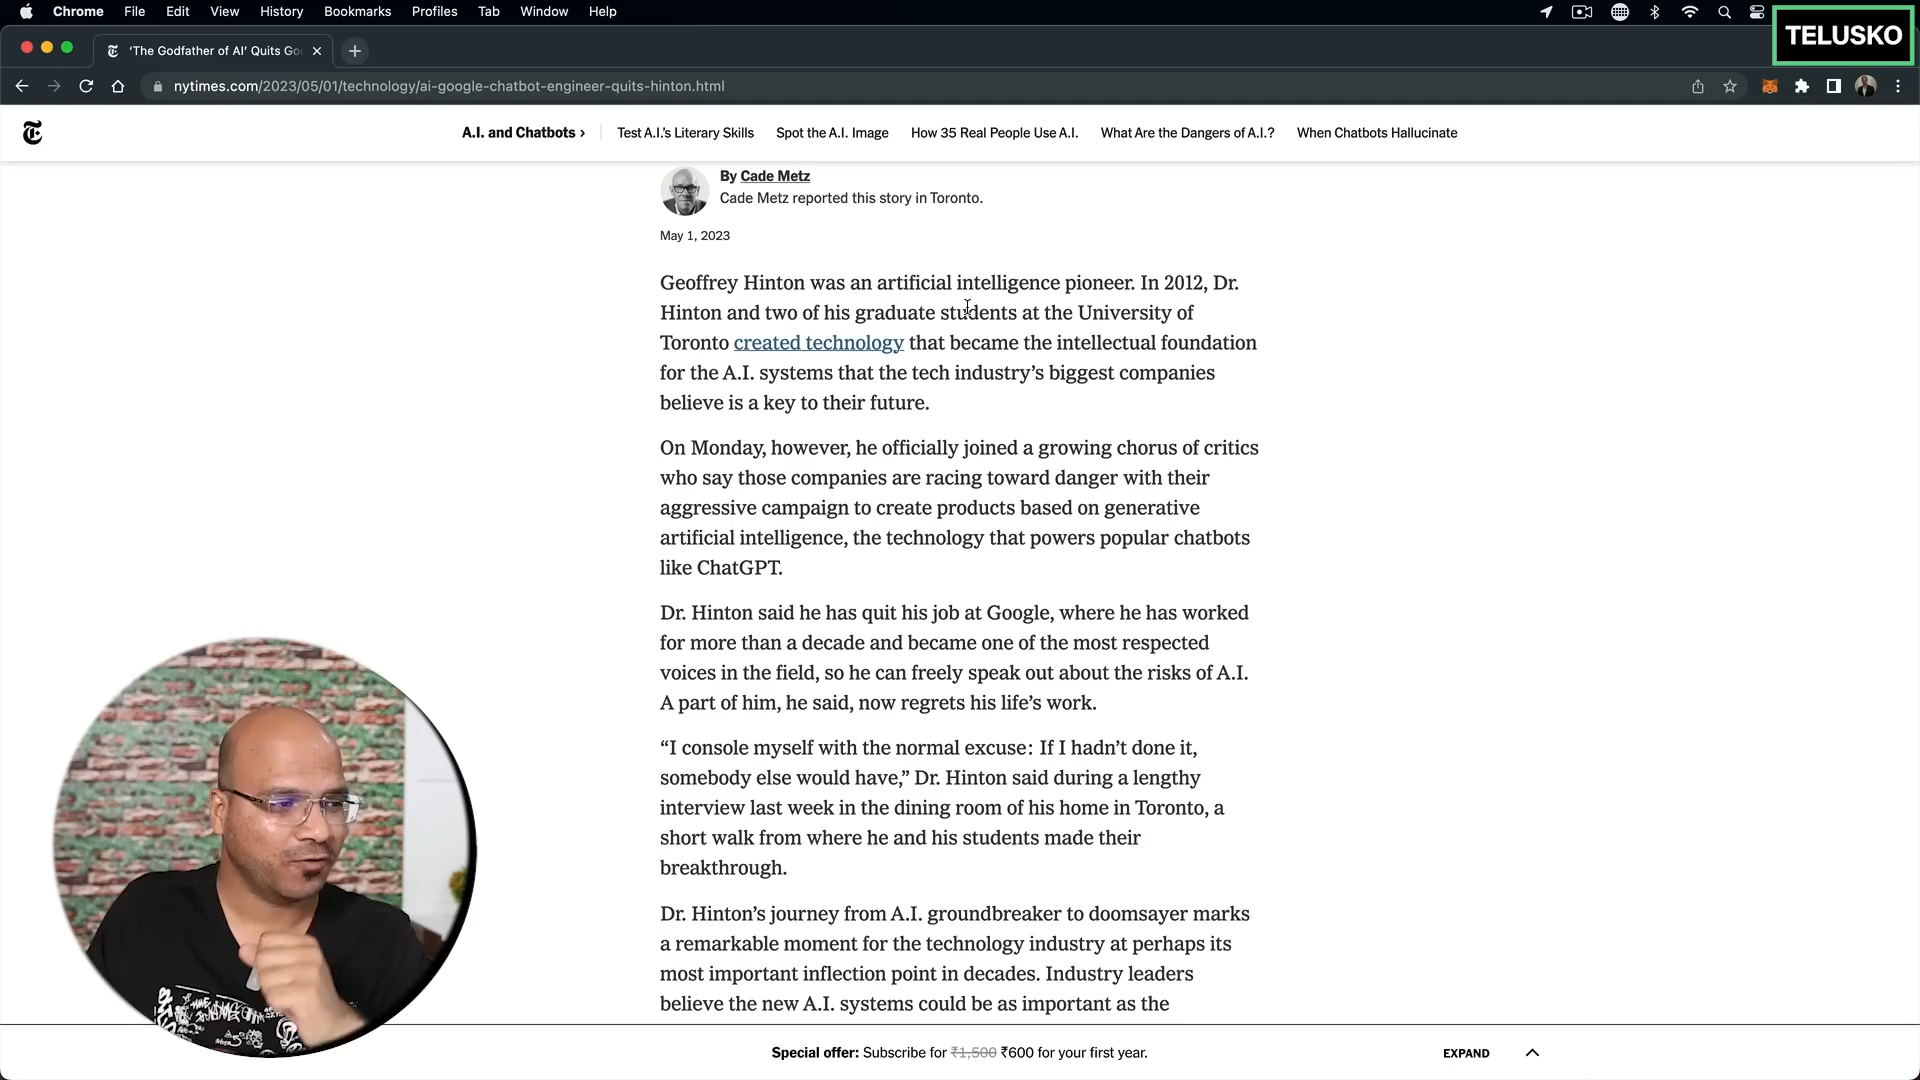 Chrome File Edit View History Bookmarks Profiles Tab Window Help
TELUSKO
‘The Godfather of AI’ Quits Go
nytimes.com/2023/05/01/technology/ai-google-chatbot-engineer-quits-hinton.html
A.I. and Chatbots › Test A.I.’s Literary Skills Spot the A.I. Image How 35 Real People Use A.I. What Are the Dangers of A.I.? When Chatbots Hallucinate
By Cade Metz
Cade Metz reported this story in Toronto.
May 1, 2023
Geoffrey Hinton was an artificial intelligence pioneer. In 2012, Dr.
Hinton and two of his graduate students at the University of
Toronto created technology that became the intellectual foundation
for the A.I. systems that the tech industry’s biggest companies
believe is a key to their future.
On Monday, however, he officially joined a growing chorus of critics
who say those companies are racing toward danger with their
aggressive campaign to create products based on generative
artificial intelligence, the technology that powers popular chatbots
like ChatGPT.
Dr. Hinton said he has quit his job at Google, where he has worked
for more than a decade and became one of the most respected
voices in the field, so he can freely speak out about the risks of A.I.
A part of him, he said, now regrets his life’s work.
“I console myself with the normal excuse: If I hadn’t done it,
somebody else would have,” Dr. Hinton said during a lengthy
interview last week in the dining room of his home in Toronto, a
short walk from where he and his students made their
breakthrough.
Dr. Hinton’s journey from A.I. groundbreaker to doomsayer marks
a remarkable moment for the technology industry at perhaps its
most important inflection point in decades. Industry leaders
believe the new A.I. systems could be as important as the
Special offer: Subscribe for ₹1,500 ₹600 for your first year.
EXPAND